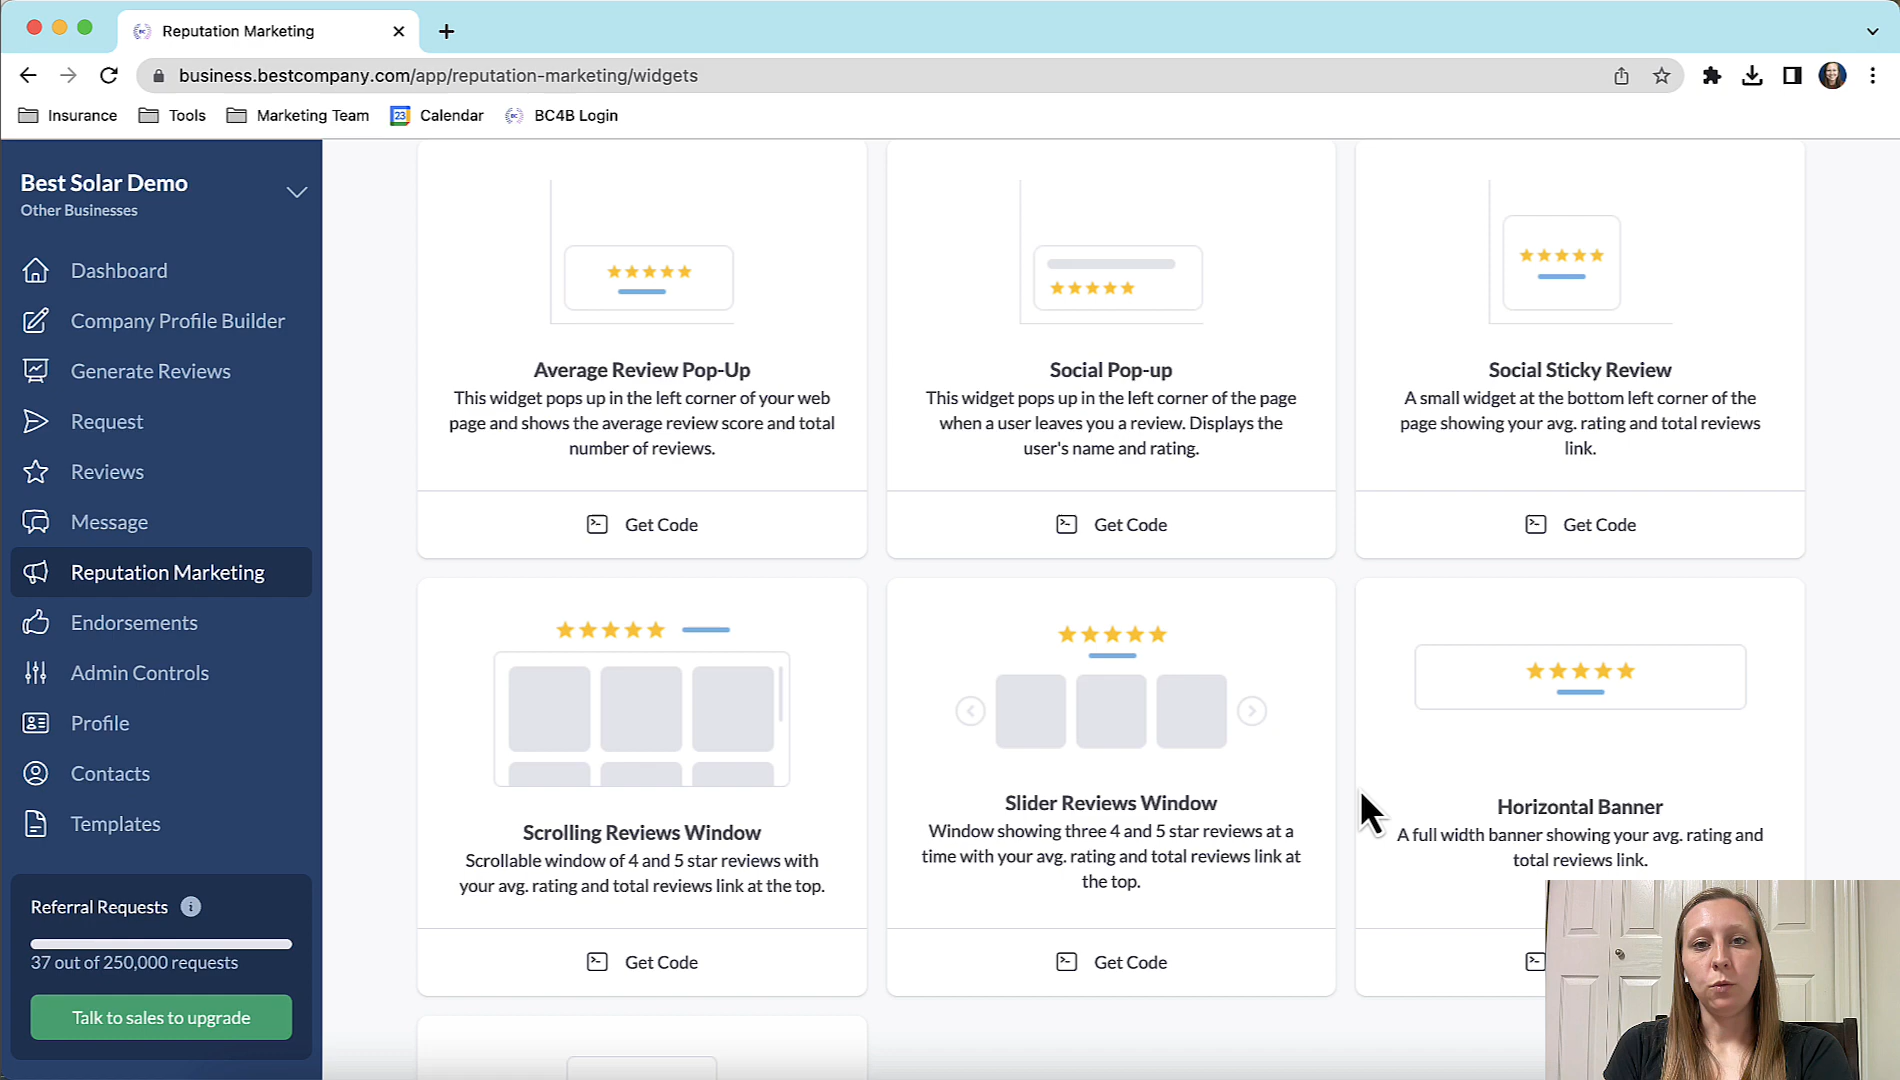 Reputation Marketing
business.bestcompany.com/app/reputation-marketing/widgets
Insurance
Tools
Marketing Team
23
Calendar
BC
BC4B Login
Best Solar Demo
Other Businesses
Dashboard
Company Profile Builder
Generate Reviews
Request
Reviews
Message
Reputation Marketing
Endorsements
Admin Controls
Profile
Contacts
Templates
Referral Requests
37 out of 250,000 requests
Talk to sales to upgrade
Average Review Pop-Up
This widget pops up in the left corner of your web
page and shows the average review score and total
number of reviews.
Get Code
Social Pop-up
This widget pops up in the left corner of the page
when a user leaves you a review. Displays the
user's name and rating.
Get Code
Social Sticky Review
A small widget at the bottom left corner of the
page showing your avg. rating and total reviews
link.
Get Code
Scrolling Reviews Window
Scrollable window of 4 and 5 star reviews with
your avg. rating and total reviews link at the top.
Get Code
Slider Reviews Window
Window showing three 4 and 5 star reviews at a
time with your avg. rating and total reviews link at
the top.
Get Code
Horizontal Banner
A full width banner showing your avg. rating and
total reviews link.